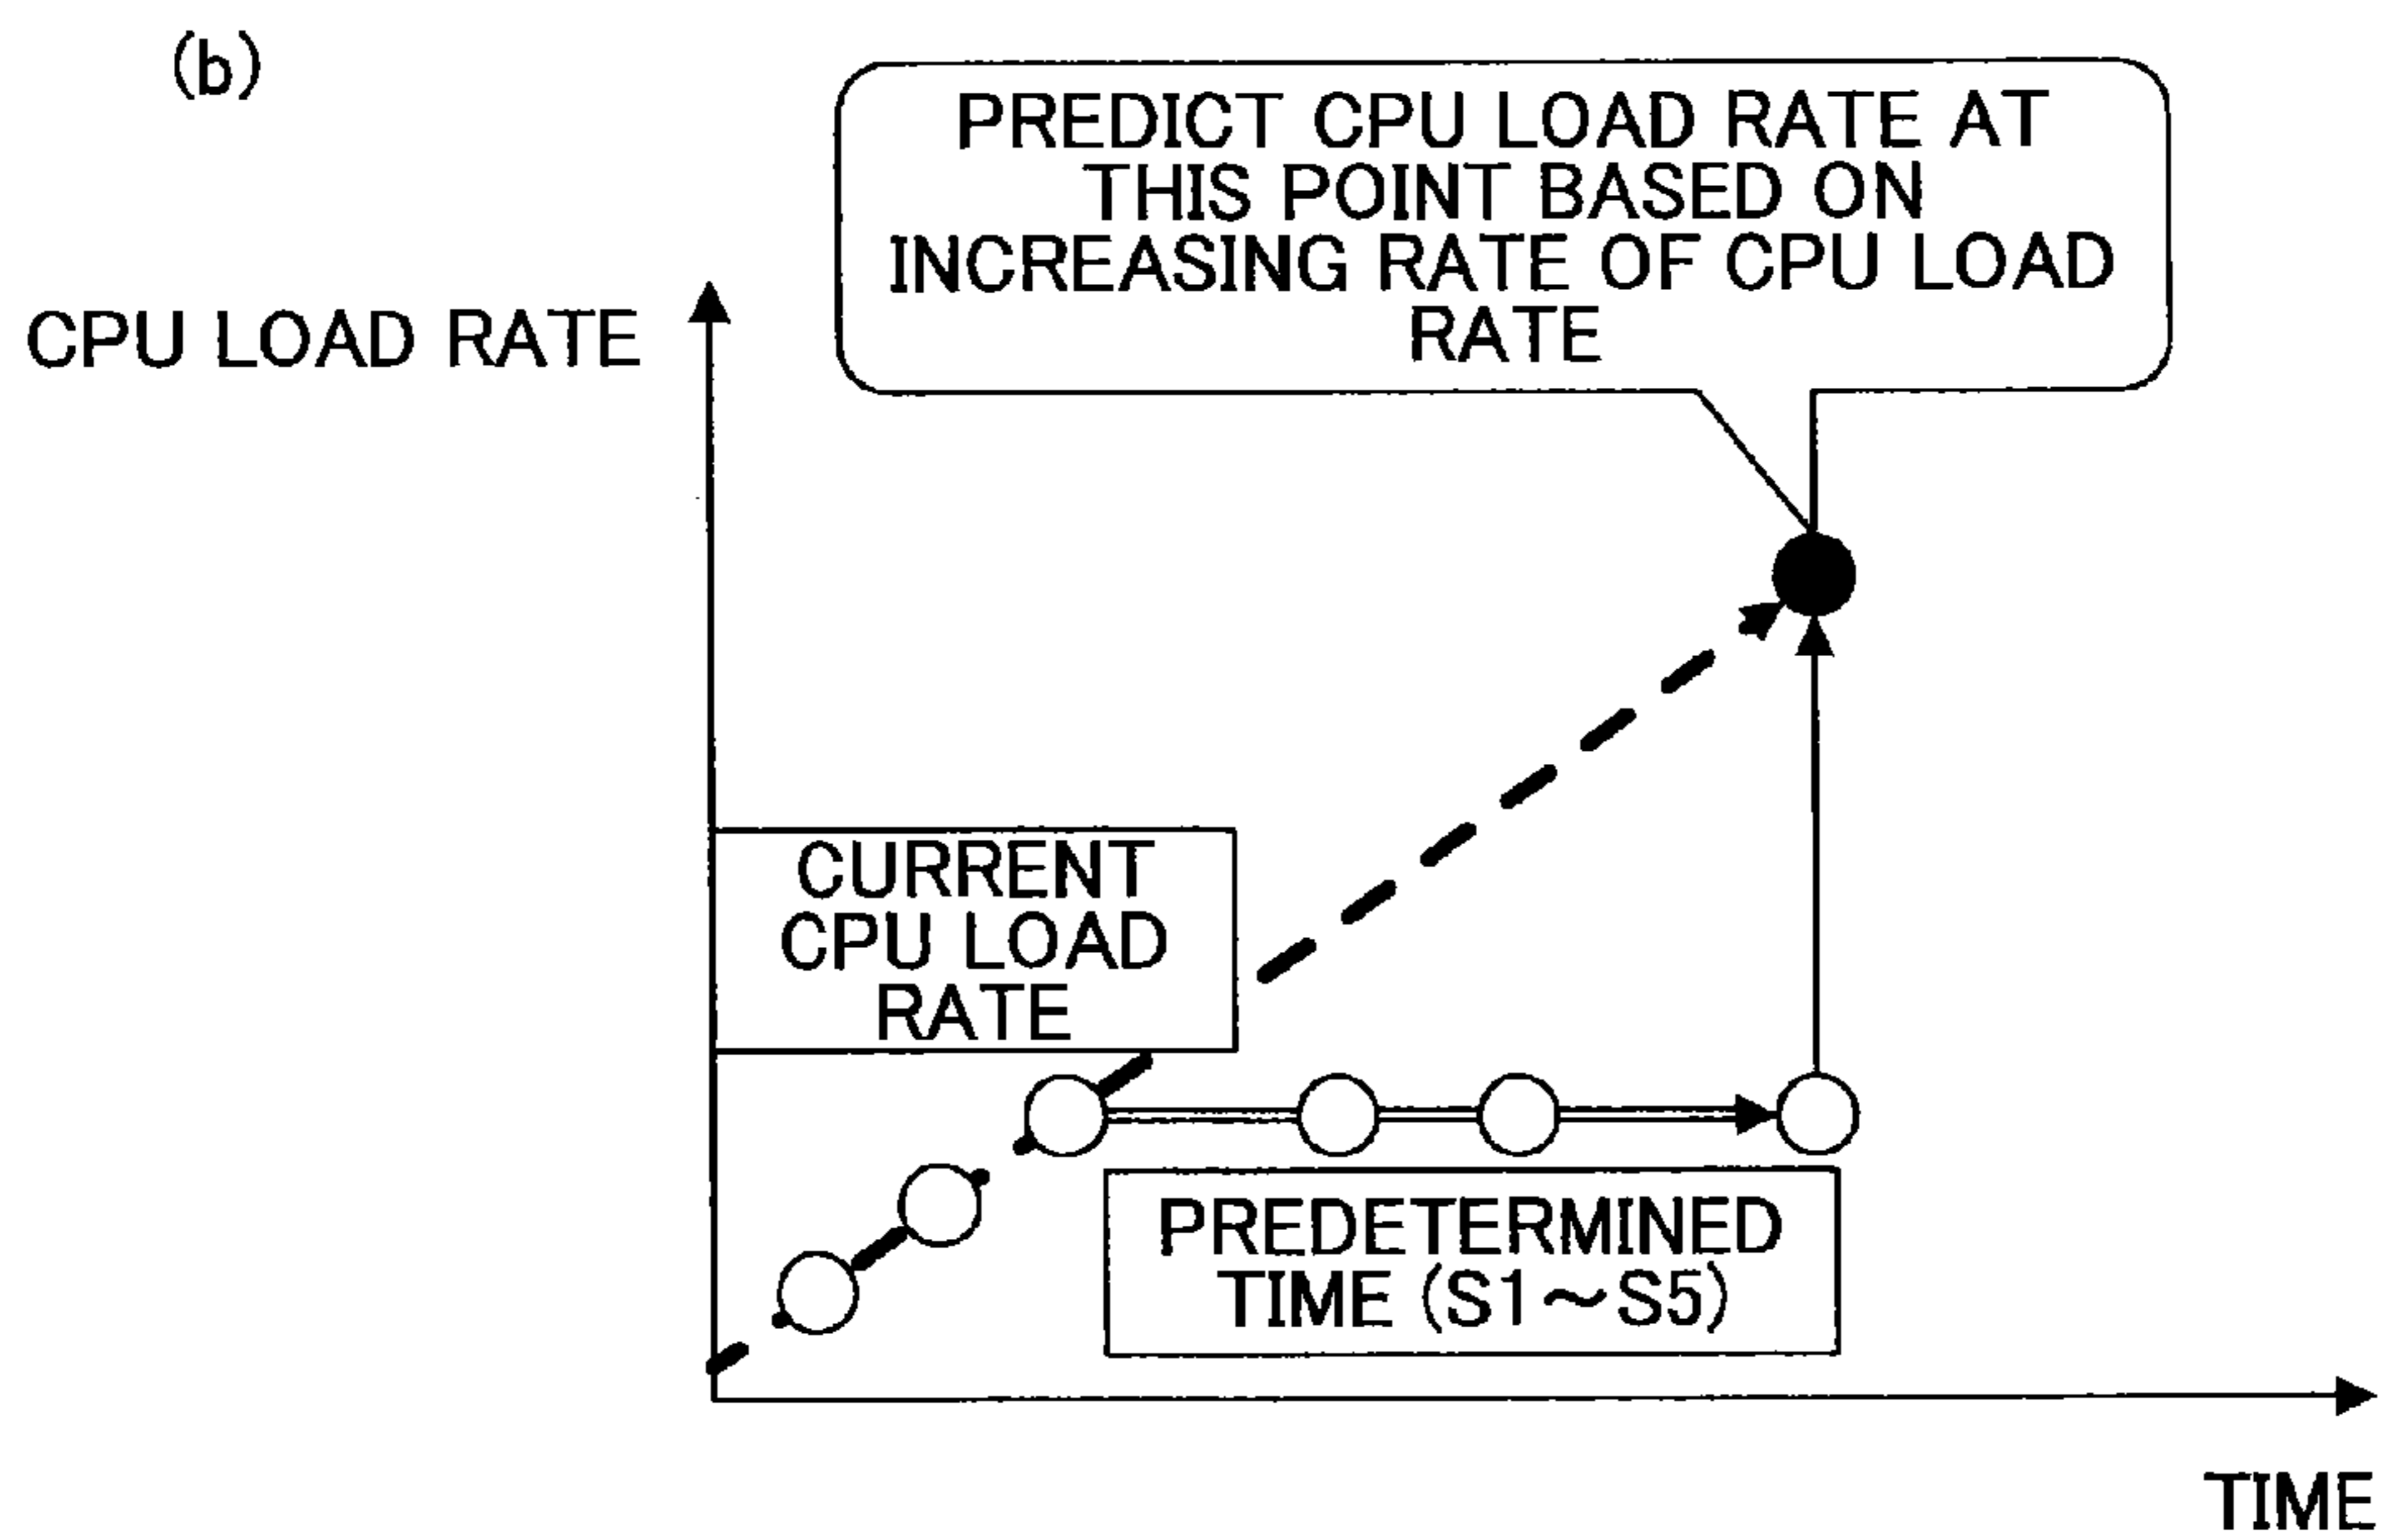 (b)
PREDICT CPU LOAD RATE AT
THIS POINT BASED ON
INCREASING RATE OF CPU LOAD
RATE
CPU LOAD RATE
CURRENT
CPU LOAD
RATE
PREDETERMINED
TIME (S1～S5)
TIME